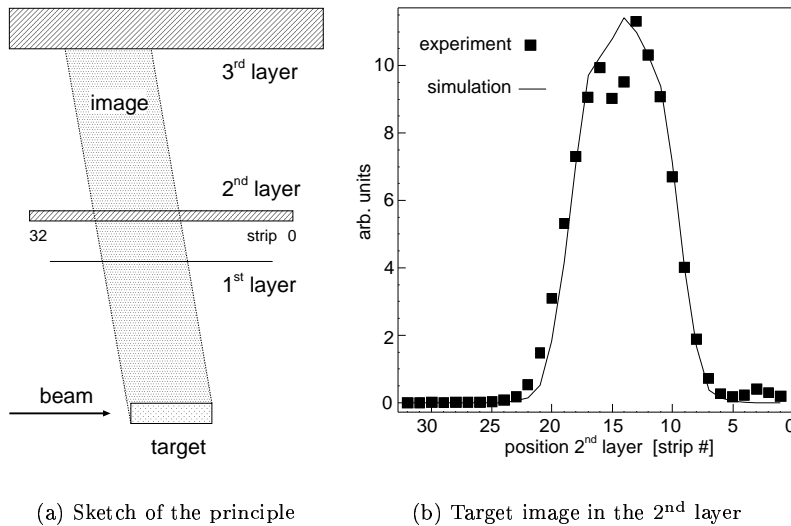 3rd layer
image
2nd layer
32
strip 0
1st layer
beam
target
experiment
simulation
arb. units
10
8
6
4
2
0
30 25 20 15 10 5 0
position 2nd layer [strip #]
(a) Sketch of the principle
(b) Target image in the 2nd layer